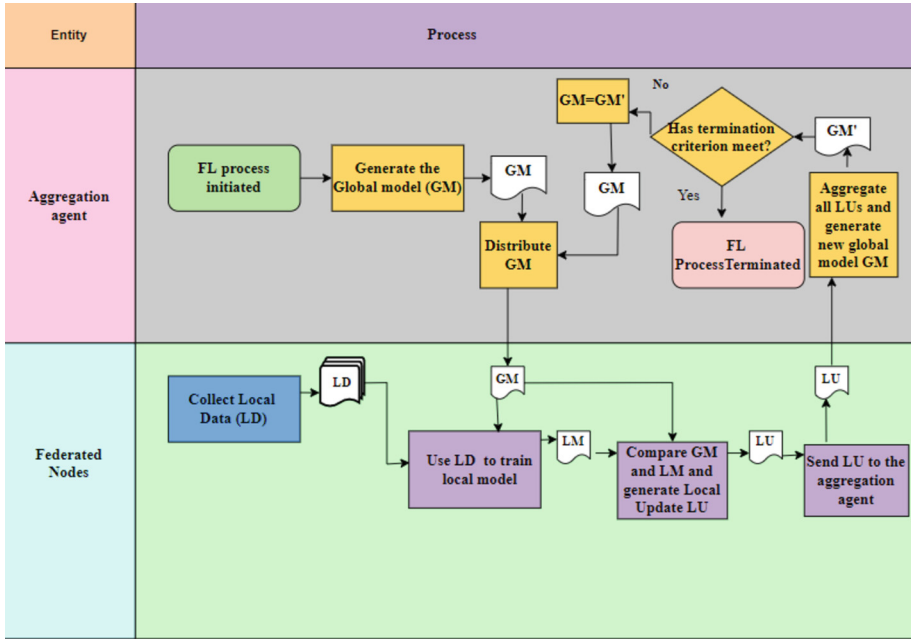 Entity
Process
Aggregation
agent
FL process
initiated
Generate the
Global model (GM)
GM
Distribute
GM
GM=GM'
GM
No
Has termination
criterion meet?
Yes
FL
ProcessTerminated
GM'
Aggregate
all LUs and
generate
new global
model GM
Federated
Nodes
Collect Local
Data (LD)
LD
GM
Use LD to train
local model
LM
Compare GM
and LM and
generate Local
Update LU
LU
Send LU to the
aggregation
agent
LU